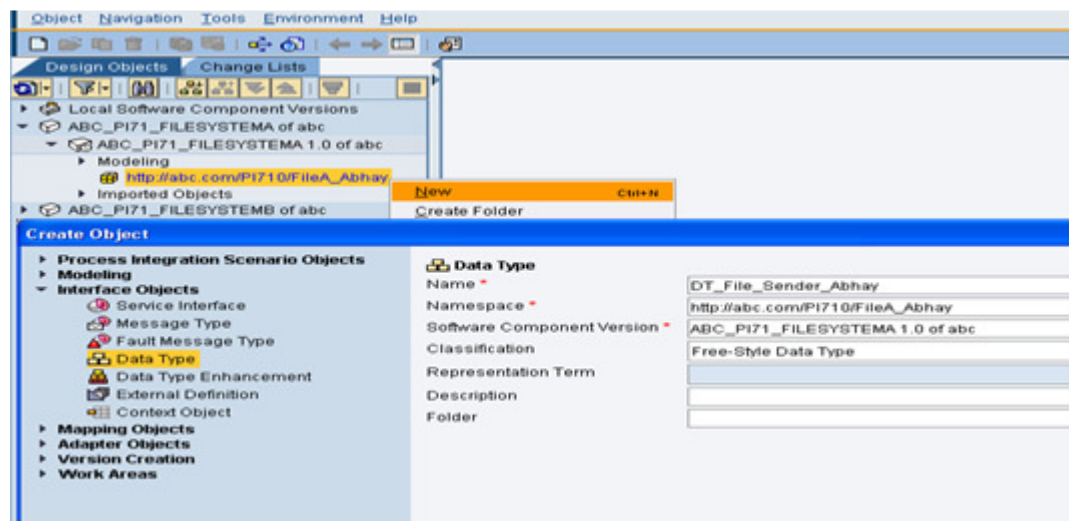 Object Navigation Tools Environment Help
Design Objects Change Lists
Local Software Component Versions
ABC_PI71_FILESYSTEMA of abc
ABC_PI71_FILESYSTEMA 1.0 of abc
Modeling
http://abc.com/PI710/FileA_Abhay
Imported Objects
ABC_PI71_FILESYSTEMB of abc
New Ctrl+N
Create Folder
Create Object
Process Integration Scenario Objects
Modeling
Interface Objects
Service Interface
Message Type
Fault Message Type
Data Type
Data Type Enhancement
External Definition
Context Object
Mapping Objects
Adapter Objects
Version Creation
Work Areas
Data Type
Name * DT_File_Sender_Abhay
Namespace * http://abc.com/PI710/FileA_Abhay
Software Component Version * ABC_PI71_FILESYSTEMA 1.0 of abc
Classification Free-Style Data Type
Representation Term
Description
Folder